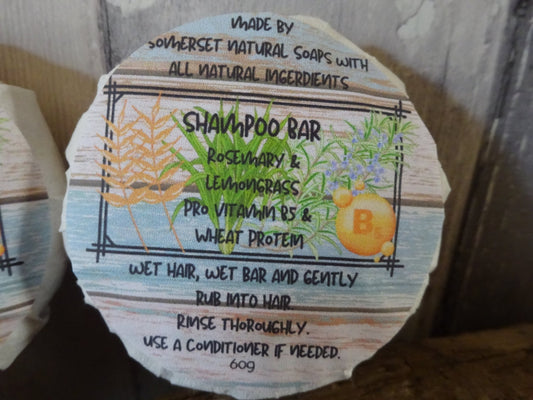 MADE BY
SOMERSET NATURAL SOAPS WITH
ALL NATURAL INGERDIENTS
SHAMPOO BAR
ROSEMARY &
LEMONGRASS
PRO VITAMIN B5 &
WHEAT PROTEIN
B5
WET HAIR, WET BAR AND GENTLY
RUB INTO HAIR.
RINSE THOROUGHLY.
USE A CONDITIONER IF NEEDED.
60g